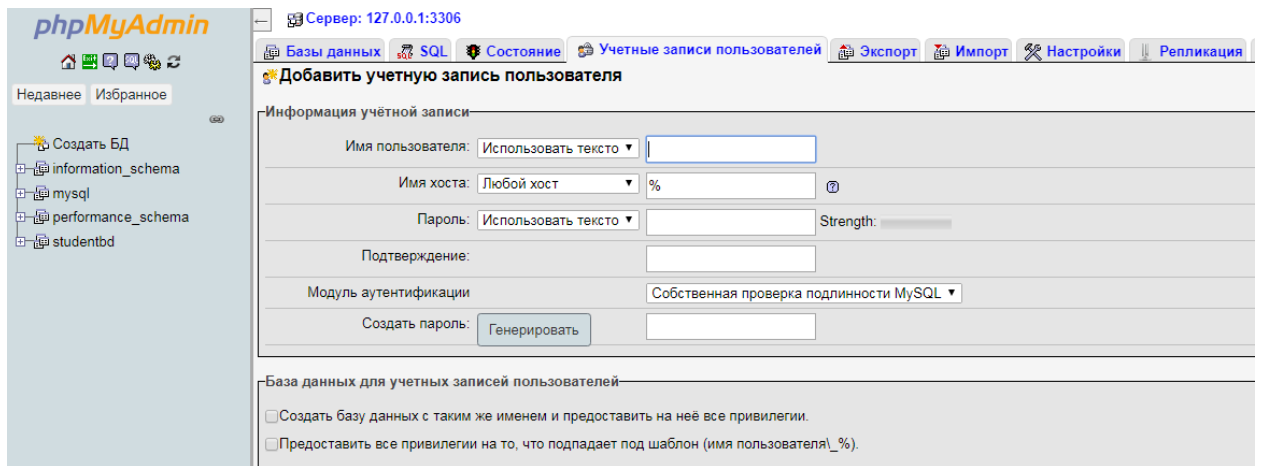 phpMyAdmin
Недавнее Избранное
Создать БД
information_schema
mysql
performance_schema
studentbd
← Сервер: 127.0.0.1:3306
Базы данных SQL Состояние Учетные записи пользователей Экспорт Импорт Настройки Репликация
Добавить учетную запись пользователя
Информация учётной записи
Имя пользователя: Использовать тексто
Имя хоста: Любой хост %
Пароль: Использовать тексто Strength:
Подтверждение:
Модуль аутентификации Собственная проверка подлинности MySQL
Создать пароль: Генерировать
База данных для учетных записей пользователей
Создать базу данных с таким же именем и предоставить на неё все привилегии.
Предоставить все привилегии на то, что подпадает под шаблон (имя пользователя\_%).